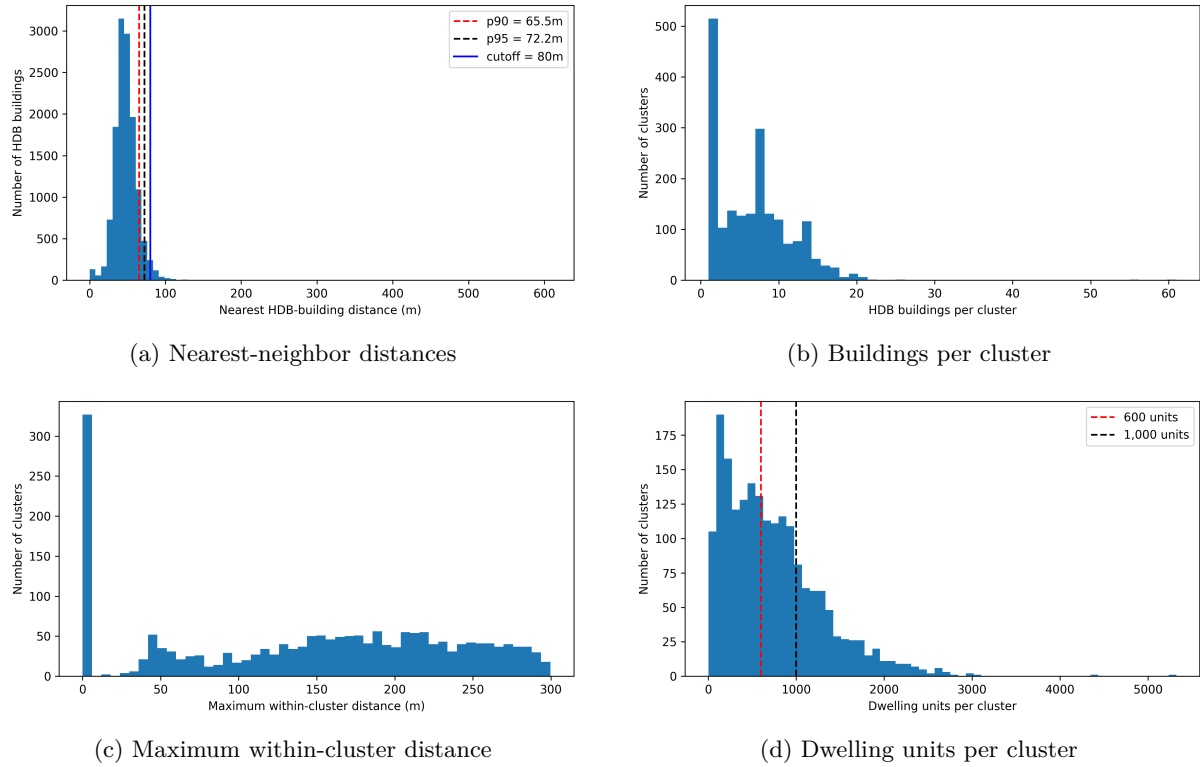 3000
2500
2000
1500
1000
500
0
Number of HDB buildings
p90 = 65.5m
p95 = 72.2m
cutoff = 80m
0 100 200 300 400 500 600
Nearest HDB-building distance (m)
(a) Nearest-neighbor distances
500
400
300
200
100
0
Number of clusters
0 10 20 30 40 50 60
HDB buildings per cluster
(b) Buildings per cluster
300
250
200
150
100
50
0
Number of clusters
0 50 100 150 200 250 300
Maximum within-cluster distance (m)
(c) Maximum within-cluster distance
175
150
125
100
75
50
25
0
Number of clusters
600 units
1,000 units
0 1000 2000 3000 4000 5000
Dwelling units per cluster
(d) Dwelling units per cluster